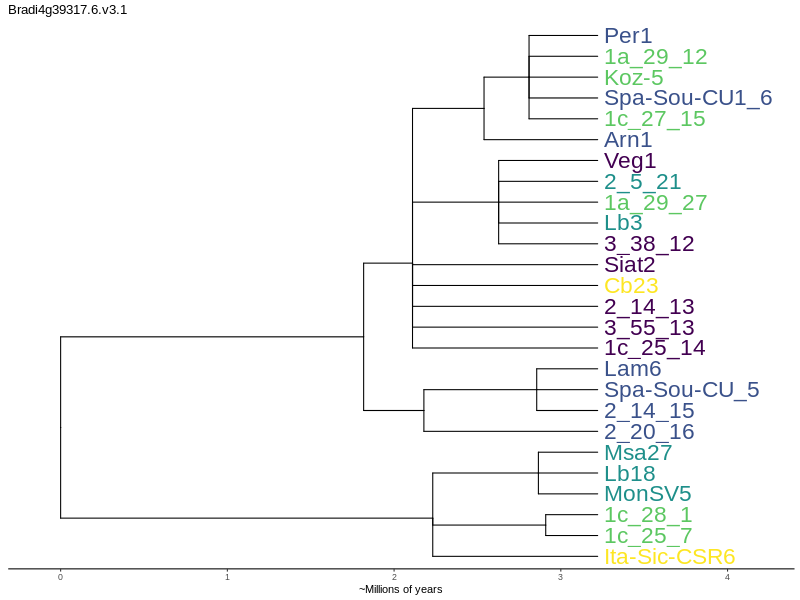 Bradi4g39317.6.v3.1
Per1
1a_29_12
Koz-5
Spa-Sou-CU1_6
1c_27_15
Arn1
Veg1
2_5_21
1a_29_27
Lb3
3_38_12
Siat2
Cb23
2_14_13
3_55_13
1c_25_14
Lam6
Spa-Sou-CU_5
2_14_15
2_20_16
Msa27
Lb18
MonSV5
1c_28_1
1c_25_7
Ita-Sic-CSR6
0 1 2 3 4
~Millions of years